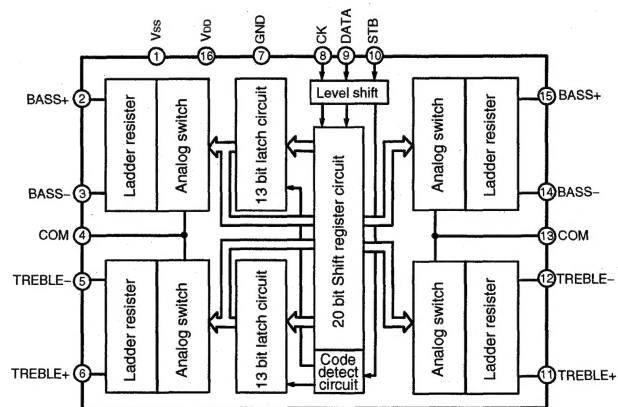 Vss
VDD
GND
CK
DATA
STB
1
16
7
8
9
10
Level shift
BASS+ 2
Ladder resister
Analog switch
13 bit latch circuit
20 bit Shift register circuit
Analog switch
Ladder resister
15 BASS+
BASS− 3
14 BASS−
COM 4
13 COM
TREBLE− 5
Ladder resister
Analog switch
13 bit latch circuit
Code
detect
circuit
Analog switch
Ladder resister
12 TREBLE−
TREBLE+ 6
11 TREBLE+